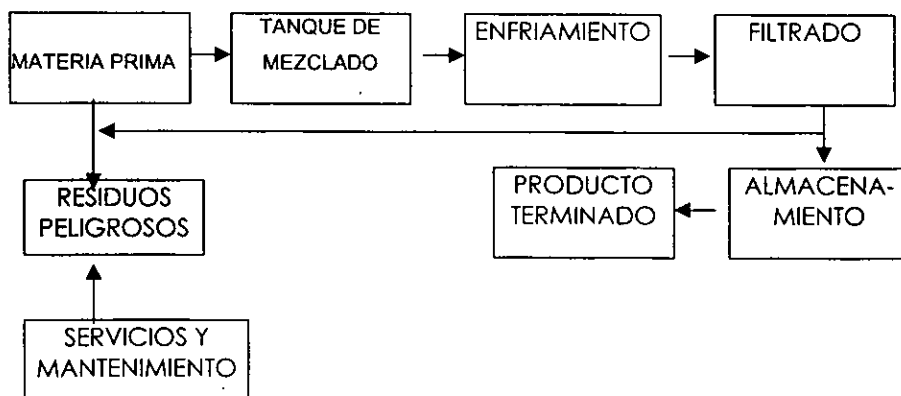 MATERIA PRIMA
TANQUE DE
MEZCLADO
ENFRIAMIENTO
FILTRADO
RESIDUOS
PELIGROSOS
PRODUCTO
TERMINADO
ALMACENA-
MIENTO
SERVICIOS Y
MANTENIMIENTO